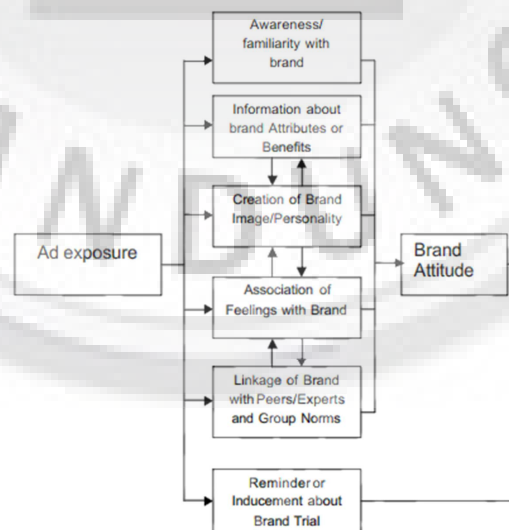 Awareness/
familiarity with
brand
Information about
brand Attributes or
Benefits
Creation of Brand
Image/Personality
Ad exposure
Brand
Attitude
Association of
Feelings with Brand
Linkage of Brand
with Peers/Experts
and Group Norms
Reminder or
Inducement about
Brand Trial